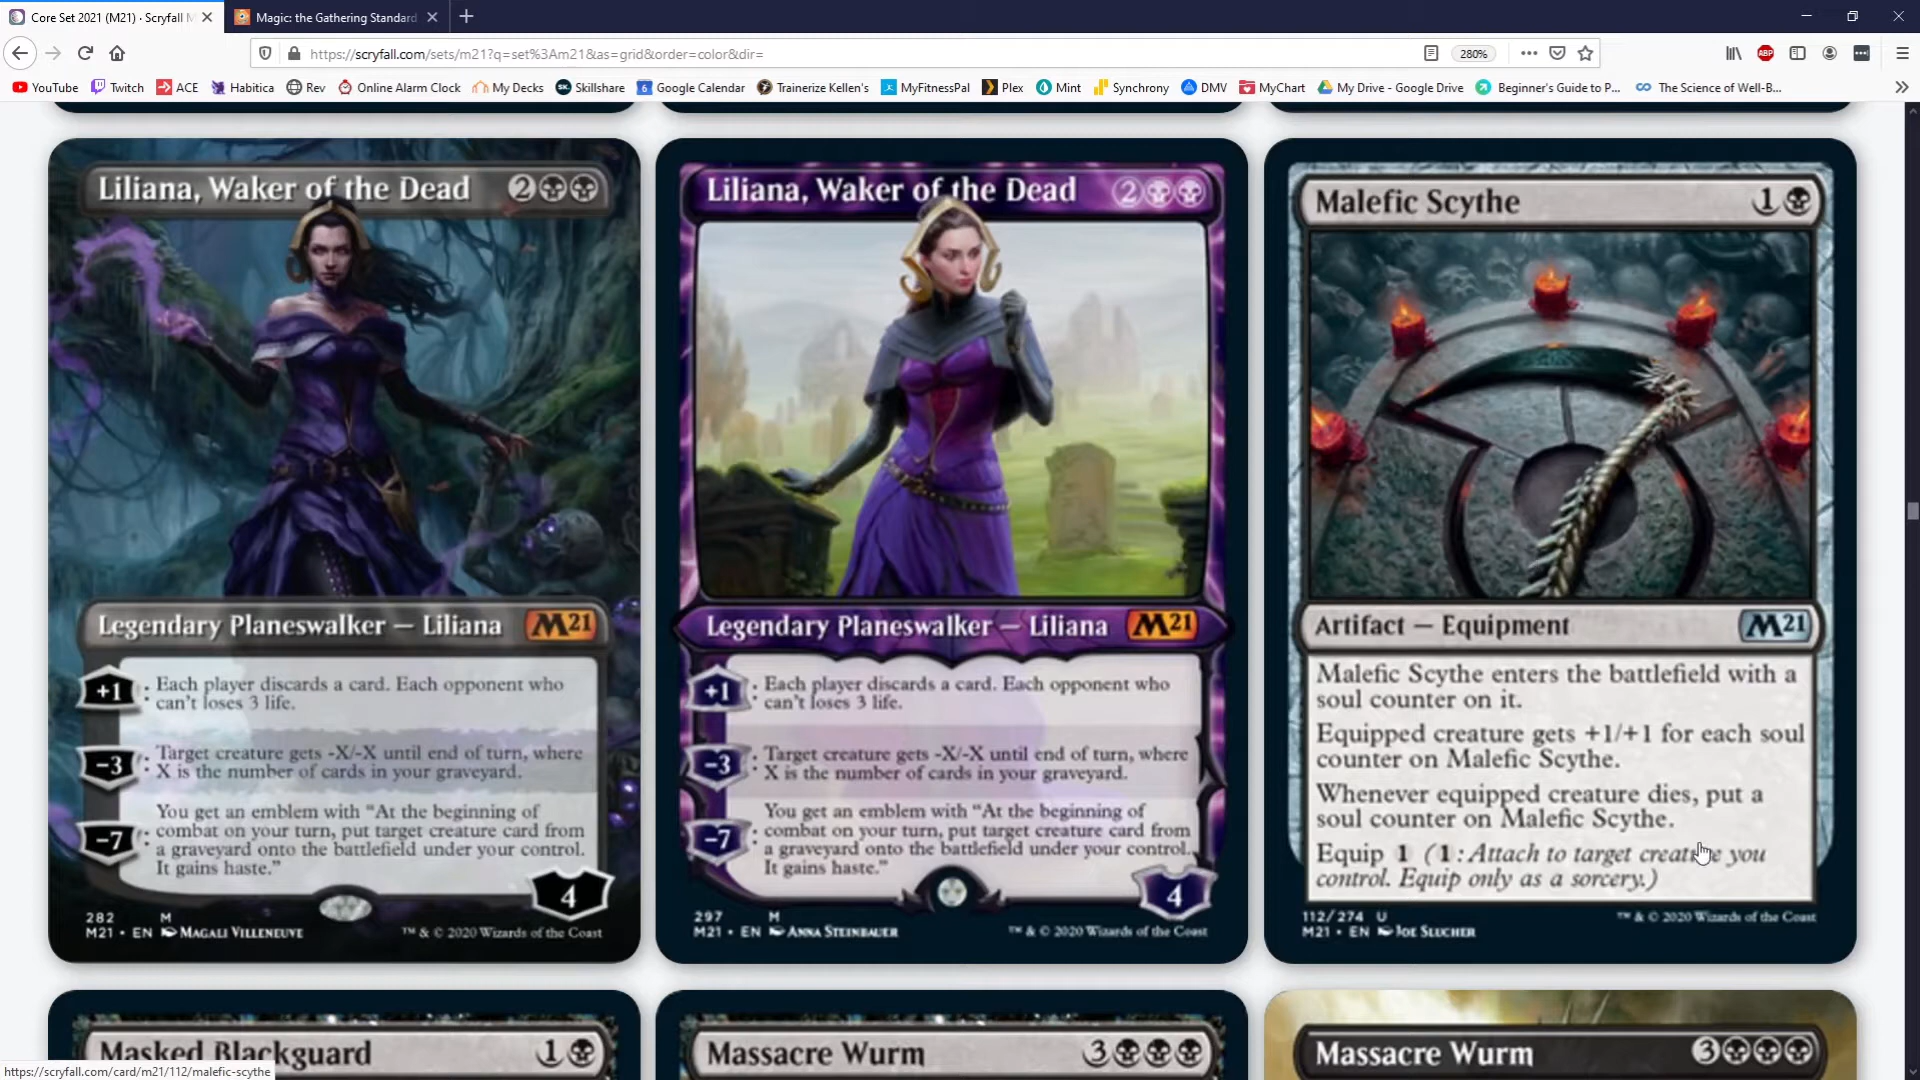 Core Set 2021 (M21) · Scryfall M
Magic: the Gathering Standard
https://scryfall.com/sets/m21?q=set%3Am21&as=grid&order=color&dir=
280%
YouTube
Twitch
ACE
Habitica
Rev
Online Alarm Clock
My Decks
Skillshare
Google Calendar
Trainerize Kellen's
MyFitnessPal
Plex
Mint
Synchrony
DMV
MyChart
My Drive - Google Drive
Beginner's Guide to P...
The Science of Well-B...
Liliana, Waker of the Dead 2
Legendary Planeswalker — Liliana M21
+1 : Each player discards a card. Each opponent who
can't loses 3 life.
−3 : Target creature gets -X/-X until end of turn, where
X is the number of cards in your graveyard.
−7 : You get an emblem with “At the beginning of
combat on your turn, put target creature card from
a graveyard onto the battlefield under your control.
It gains haste.”
4
282 M
M21 • EN Magali Villeneuve
™ & © 2020 Wizards of the Coast
Liliana, Waker of the Dead 2
Legendary Planeswalker — Liliana M21
+1 : Each player discards a card. Each opponent who
can't loses 3 life.
−3 : Target creature gets -X/-X until end of turn, where
X is the number of cards in your graveyard.
−7 : You get an emblem with “At the beginning of
combat on your turn, put target creature card from
a graveyard onto the battlefield under your control.
It gains haste.”
4
297 M
M21 • EN Anna Steinbauer
™ & © 2020 Wizards of the Coast
Malefic Scythe 1
Artifact — Equipment M21
Malefic Scythe enters the battlefield with a
soul counter on it.
Equipped creature gets +1/+1 for each soul
counter on Malefic Scythe.
Whenever equipped creature dies, put a
soul counter on Malefic Scythe.
Equip 1 (1: Attach to target creature you
control. Equip only as a sorcery.)
112/274 U
M21 • EN Joe Slucher
™ & © 2020 Wizards of the Coast
Masked Blackguard 1
Massacre Wurm 3
Massacre Wurm 3
https://scryfall.com/card/m21/112/malefic-scythe